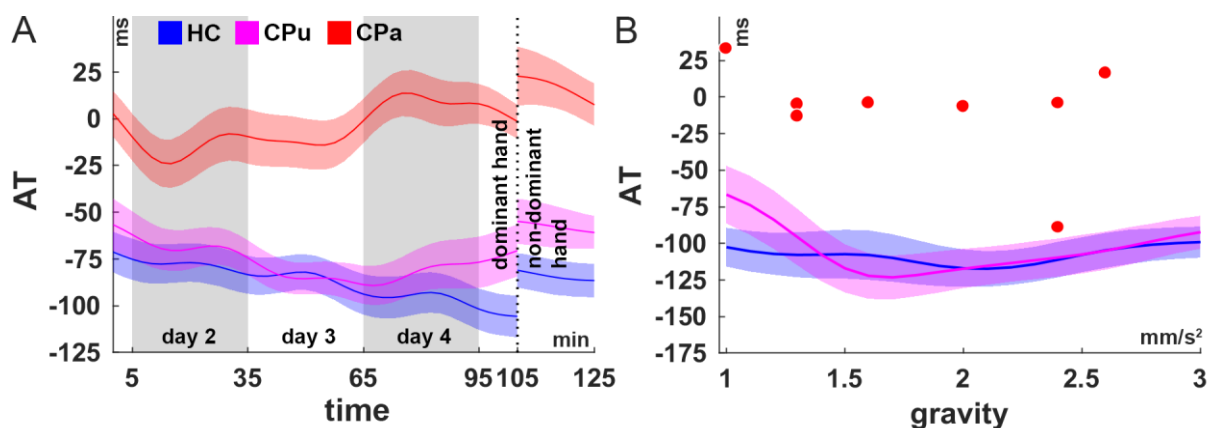 A
ms
HC CPu CPa
25
0
-25
-50
-75
-100
-125
AT
day 2 day 3 day 4
dominant hand
non-dominant
hand
min
5 35 65 95 105 125
time
B
ms
25
0
-25
-50
-75
-100
-125
-150
-175
AT
mm/s²
1 1.5 2 2.5 3
gravity